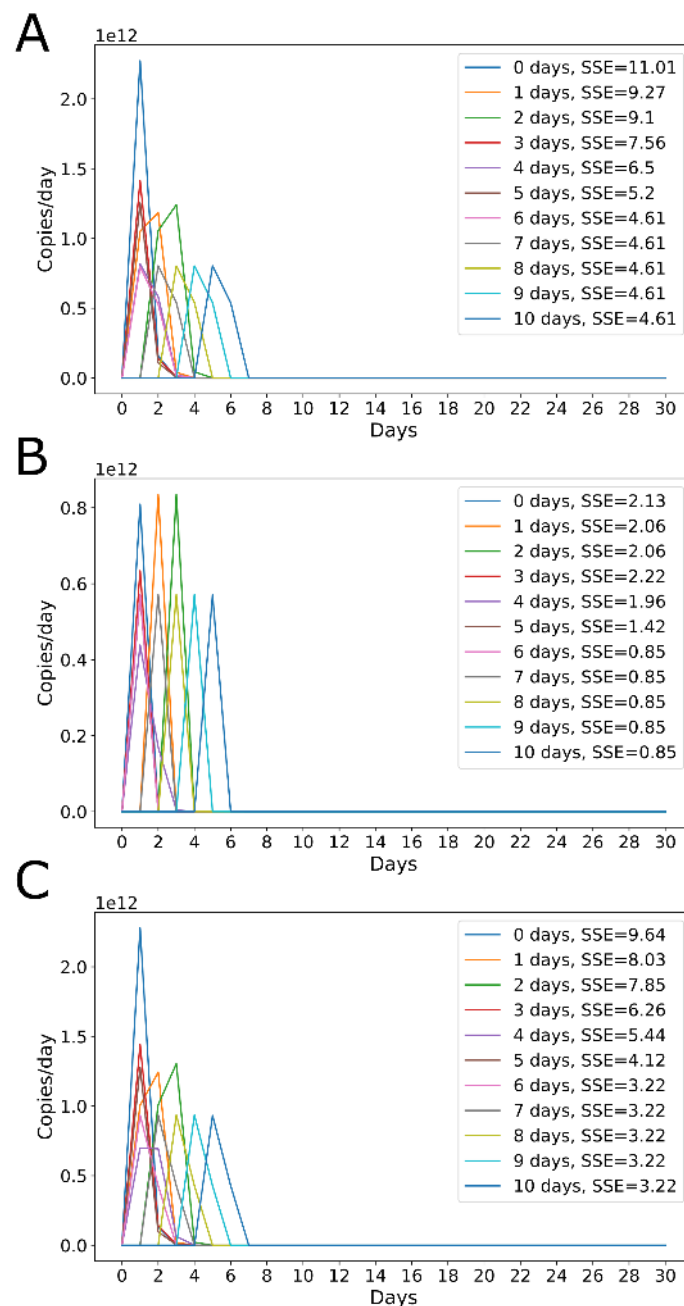 A
1e12
0 days, SSE=11.01
1 days, SSE=9.27
2 days, SSE=9.1
3 days, SSE=7.56
4 days, SSE=6.5
5 days, SSE=5.2
6 days, SSE=4.61
7 days, SSE=4.61
8 days, SSE=4.61
9 days, SSE=4.61
10 days, SSE=4.61
2.0
1.5
1.0
0.5
0.0
Copies/day
0 2 4 6 8 10 12 14 16 18 20 22 24 26 28 30
Days
B
1e12
0 days, SSE=2.13
1 days, SSE=2.06
2 days, SSE=2.06
3 days, SSE=2.22
4 days, SSE=1.96
5 days, SSE=1.42
6 days, SSE=0.85
7 days, SSE=0.85
8 days, SSE=0.85
9 days, SSE=0.85
10 days, SSE=0.85
0.8
0.6
0.4
0.2
0.0
Copies/day
0 2 4 6 8 10 12 14 16 18 20 22 24 26 28 30
Days
C
1e12
0 days, SSE=9.64
1 days, SSE=8.03
2 days, SSE=7.85
3 days, SSE=6.26
4 days, SSE=5.44
5 days, SSE=4.12
6 days, SSE=3.22
7 days, SSE=3.22
8 days, SSE=3.22
9 days, SSE=3.22
10 days, SSE=3.22
2.0
1.5
1.0
0.5
0.0
Copies/day
0 2 4 6 8 10 12 14 16 18 20 22 24 26 28 30
Days